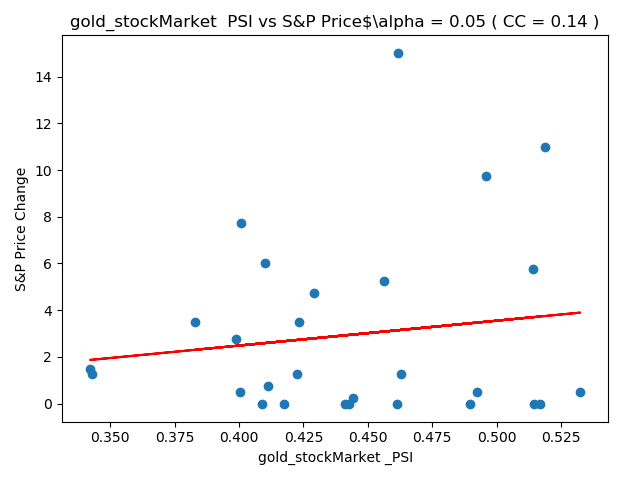 gold_stockMarket  PSI vs S&P Price$\alpha = 0.05 ( CC = 0.14 )
14
12
10
8
6
4
2
0
S&P Price Change
0.350 0.375 0.400 0.425 0.450 0.475 0.500 0.525
gold_stockMarket _PSI